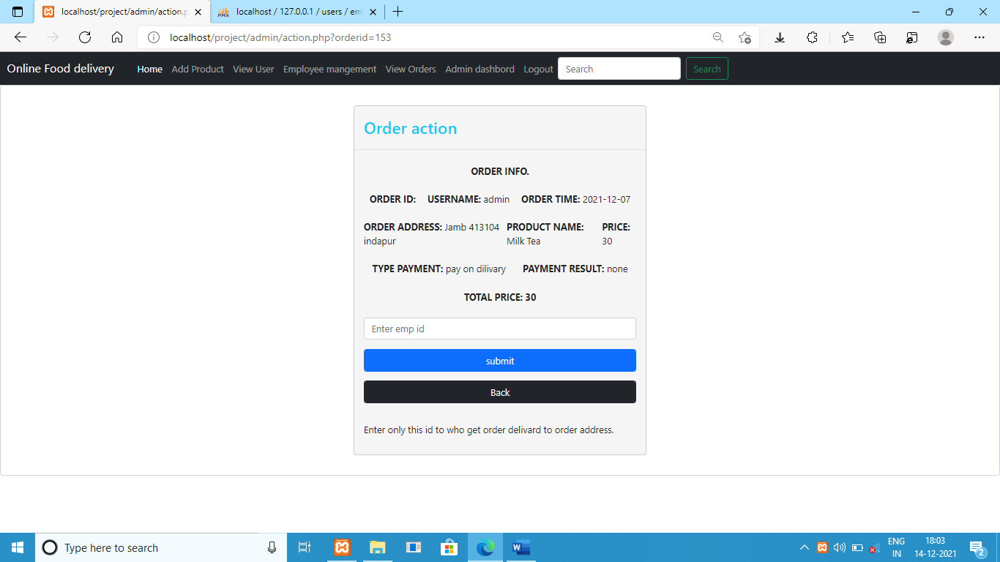 localhost/project/admin/action.p
localhost / 127.0.0.1 / users / em
localhost/project/admin/action.php?orderid=153
Online Food delivery Home Add Product View User Employee mangement View Orders Admin dashbord Logout Search Search
Order action
ORDER INFO.
ORDER ID: USERNAME: admin ORDER TIME: 2021-12-07
ORDER ADDRESS: Jamb 413104 PRODUCT NAME: PRICE:
indapur Milk Tea 30
TYPE PAYMENT: pay on dilivary PAYMENT RESULT: none
TOTAL PRICE: 30
Enter emp id
submit
Back
Enter only this id to who get order delivard to order address.
Type here to search
ENG
IN
18:03
14-12-2021
2